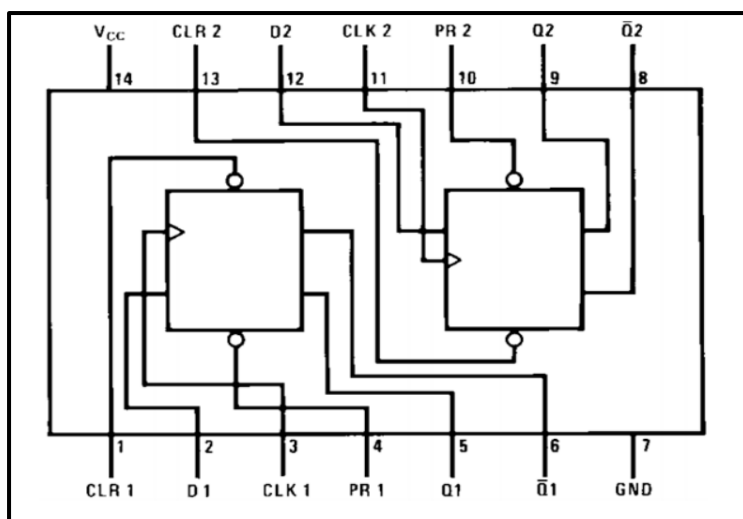 VCC CLR 2 D2 CLK 2 PR 2 Q2 Q̅2
14 13 12 11 10 9 8
1 2 3 4 5 6 7
CLR 1 D 1 CLK 1 PR 1 Q1 Q̅1 GND